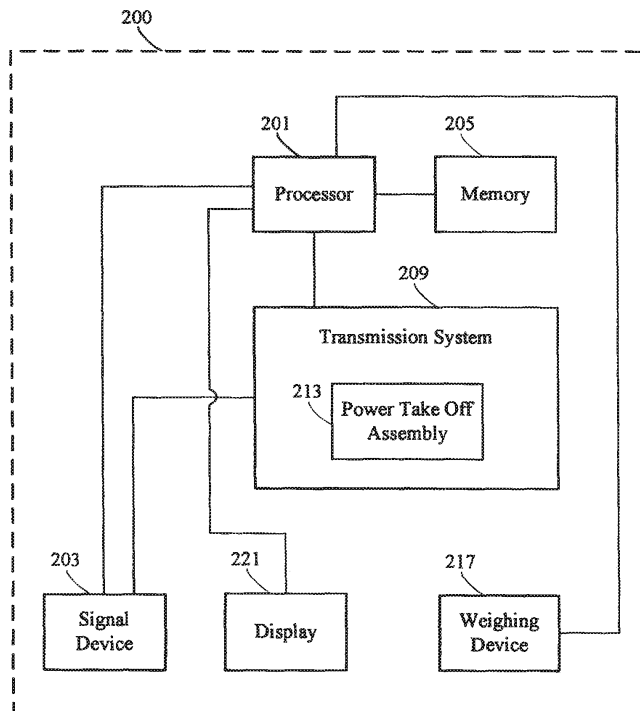 200
201
205
Processor
Memory
209
Transmission System
213
Power Take Off
Assembly
203
221
217
Signal
Device
Display
Weighing
Device